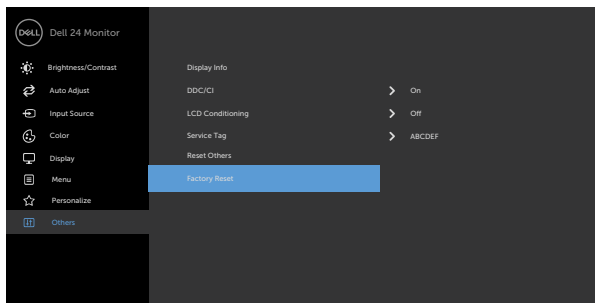 DELL Dell 24 Monitor
Brightness/Contrast Display Info
Auto Adjust DDC/CI On
Input Source LCD Conditioning Off
Color Service Tag ABCDEF
Display Reset Others
Menu Factory Reset
Personalize
Others